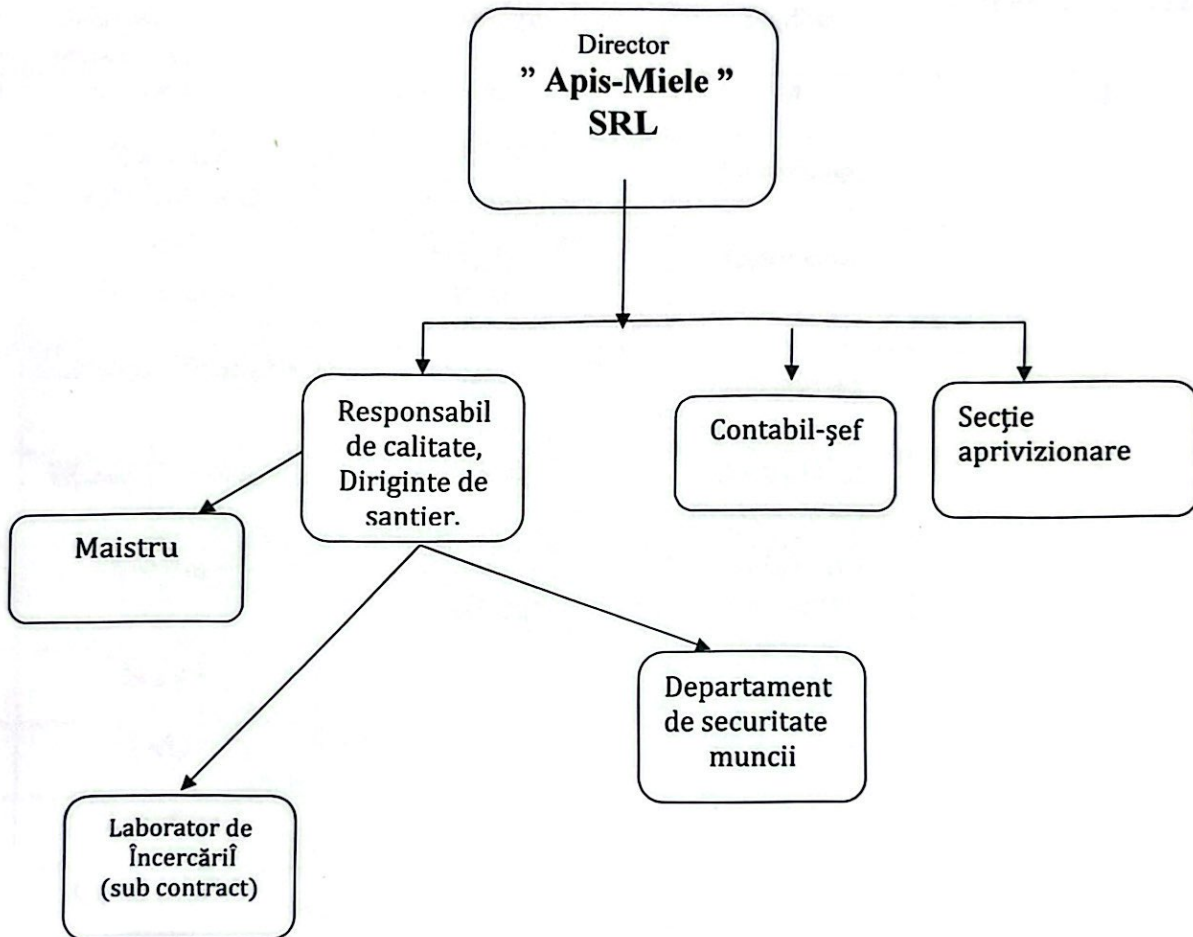 Director
” Apis-Miele ”
SRL
Responsabil
de calitate,
Diriginte de
santier.
Contabil-şef
Secţie
aprivizionare
Maistru
Departament
de securitate
muncii
Laborator de
ÎncercăriÎ
(sub contract)